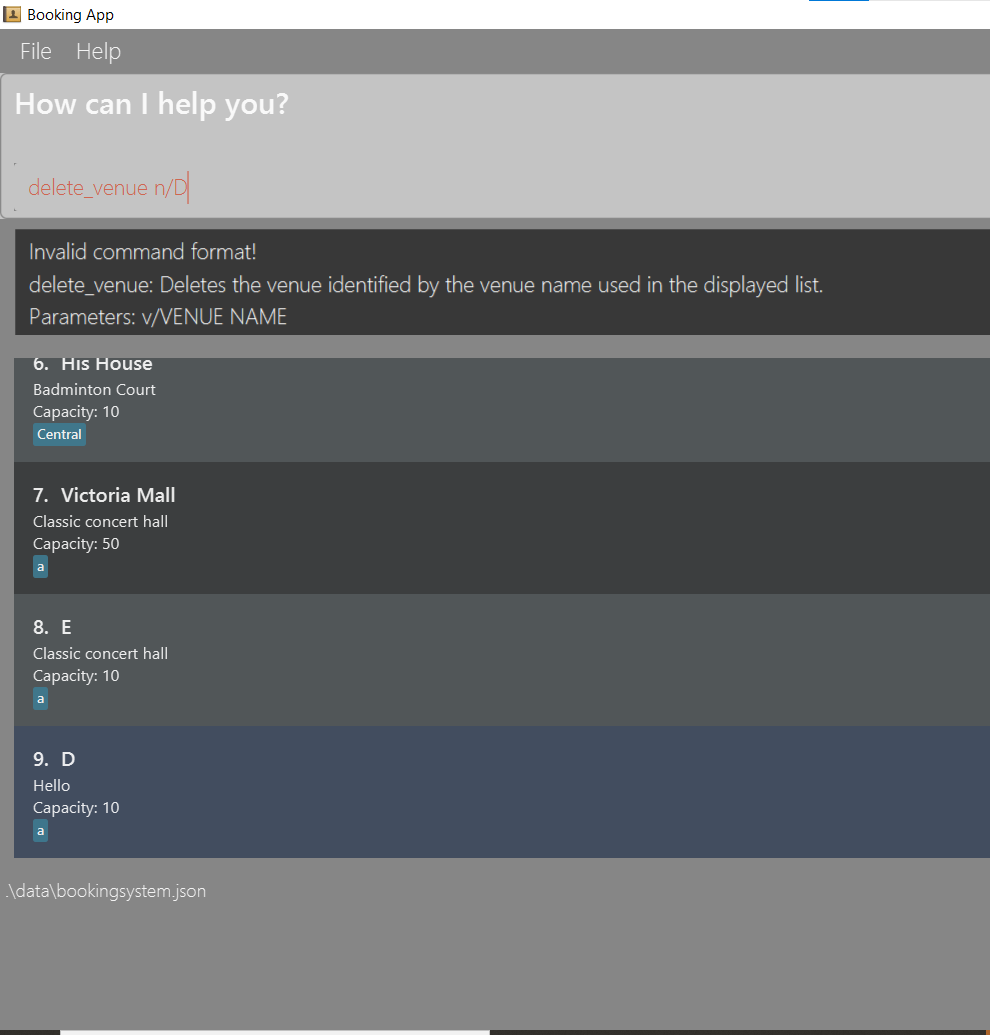 Booking App
File Help
How can I help you?
delete_venue n/D
Invalid command format!
delete_venue: Deletes the venue identified by the venue name used in the displayed list.
Parameters: v/VENUE NAME
6. His House
Badminton Court
Capacity: 10
Central
7. Victoria Mall
Classic concert hall
Capacity: 50
a
8. E
Classic concert hall
Capacity: 10
a
9. D
Hello
Capacity: 10
a
.\data\bookingsystem.json